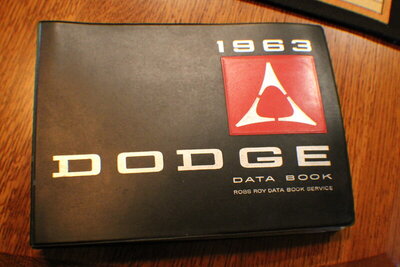 1963
DODGE
DATA BOOK
ROSS ROY DATA BOOK SERVICE